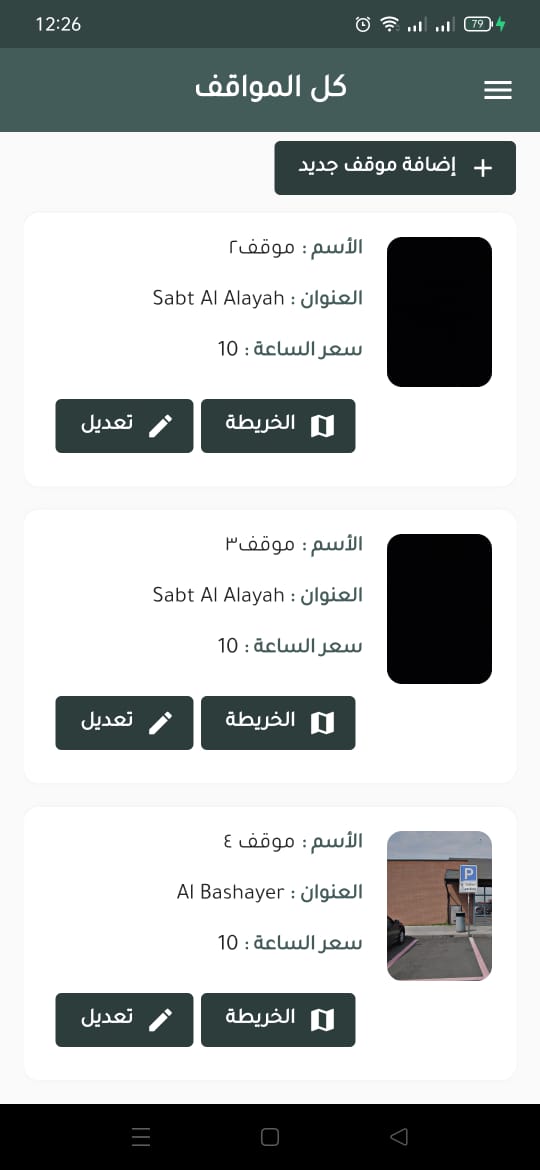 12:26
79
كل المواقف
إضافة موقف جديد
الأسم : موقف٢
العنوان : Sabt Al Alayah
سعر الساعة : 10
الخريطة
تعديل
الأسم : موقف٣
العنوان : Sabt Al Alayah
سعر الساعة : 10
الخريطة
تعديل
الأسم : موقف ٤
العنوان : Al Bashayer
سعر الساعة : 10
P
الخريطة
تعديل